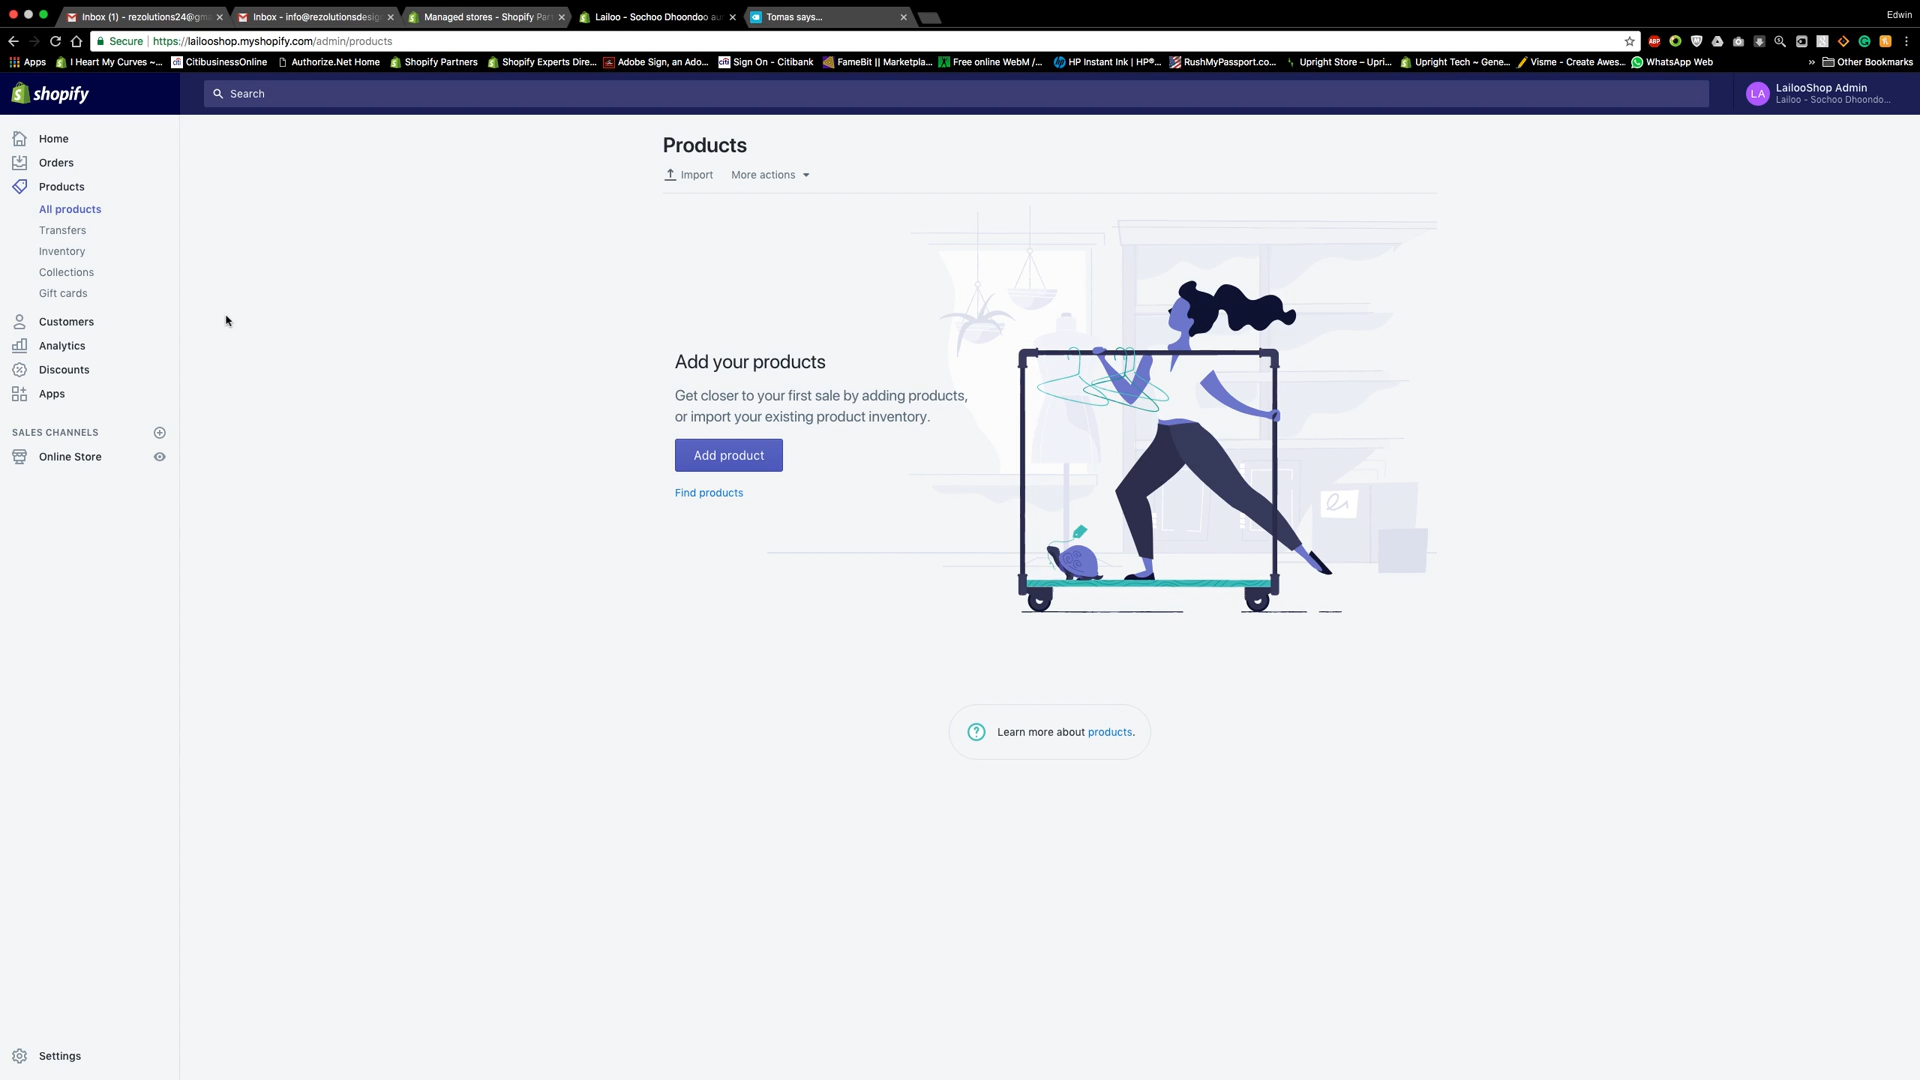 Inbox (1) - rezolutions24@gm
Inbox - info@rezolutionsdesig
Managed stores - Shopify Par
Lailoo - Sochoo Dhoondoo au
Tomas says...
Edwin
Secure
https://lailooshop.myshopify.com/admin/products
ABP
Apps
I Heart My Curves ~...
CitibusinessOnline
Authorize.Net Home
Shopify Partners
Shopify Experts Dire...
Adobe Sign, an Ado...
Sign On - Citibank
FameBit || Marketpla...
Free online WebM /...
HP Instant Ink | HP®...
RushMyPassport.co...
Upright Store – Upri...
Upright Tech ~ Gene...
Visme - Create Awes...
WhatsApp Web
»
Other Bookmarks
shopify
Search
LA
LailooShop Admin
Lailoo - Sochoo Dhoondo...
Home
Orders
Products
All products
Transfers
Inventory
Collections
Gift cards
Customers
Analytics
Discounts
Apps
SALES CHANNELS
Online Store
Settings
Products
Import
More actions
Add your products
Get closer to your first sale by adding products,
or import your existing product inventory.
Add product
Find products
Learn more about products.